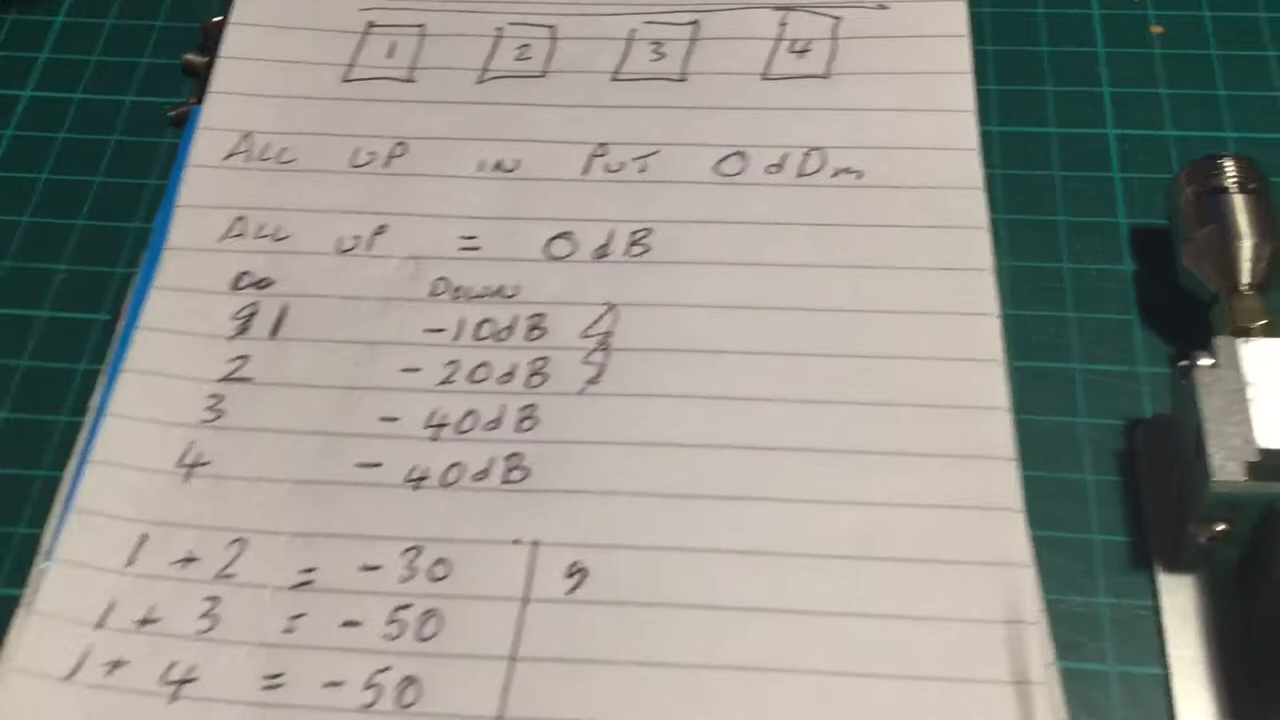 1 2 3 4
ALL UP IN PUT 0dDm
ALL UP = 0dB
Down
1 -10dB
2 -20dB
3 -40dB
4 -40dB
1 + 2 = -30
1 + 3 = -50
1 + 4 = -50